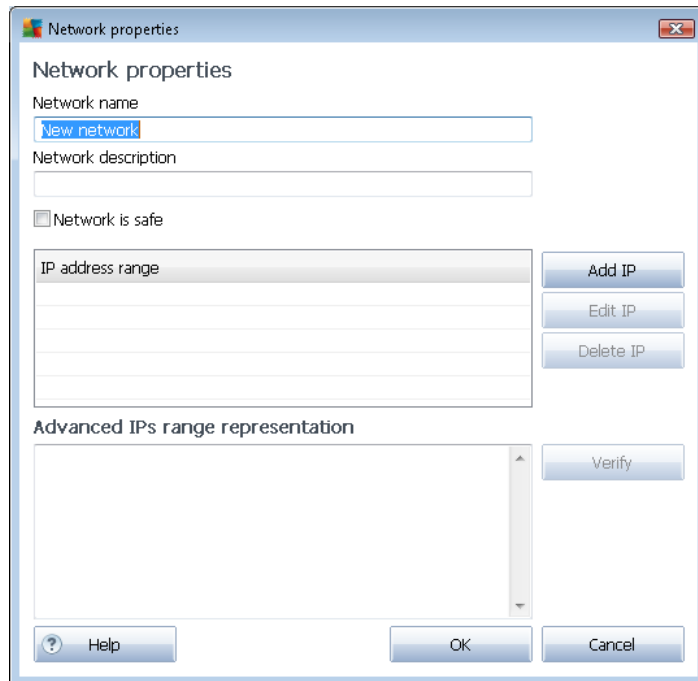 Network properties
Network properties
Network name
New network
Network description
Network is safe
IP address range
Add IP
Edit IP
Delete IP
Advanced IPs range representation
Verify
? Help
OK
Cancel